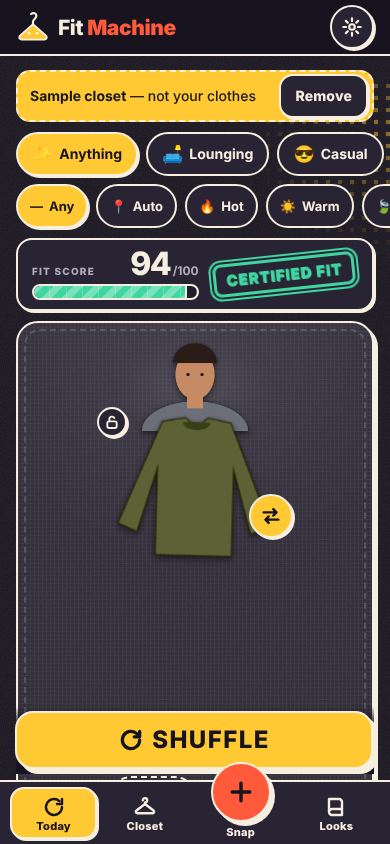 Fit Machine
Sample closet — not your clothes
Remove
Anything
Lounging
Casual
— Any
Auto
Hot
Warm
FIT SCORE
94/100
CERTIFIED FIT
SHUFFLE
Today
Closet
Snap
Looks